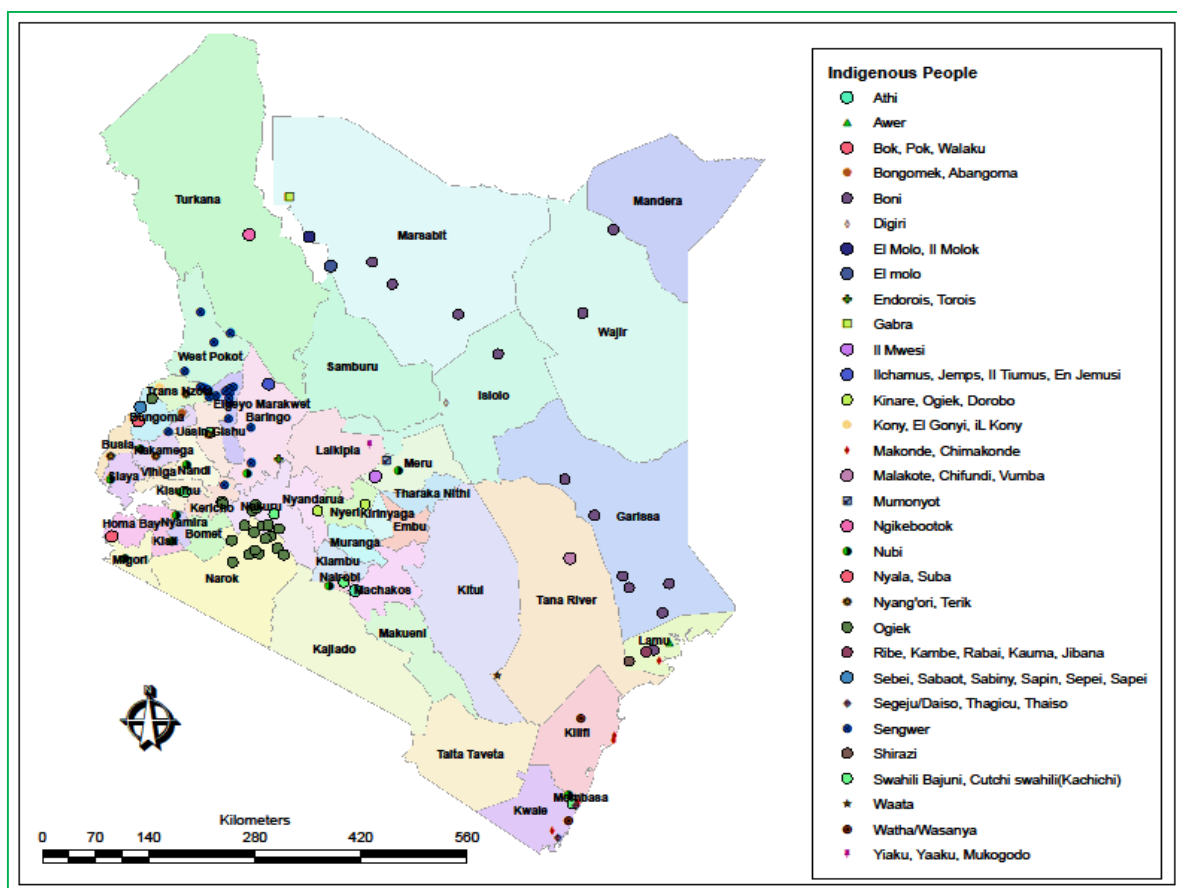 Turkana
Marsabit
Mandera
Wajir
West Pokot
Samburu
Isiolo
Trans Nzoia
Elgeyo Marakwet
Bungoma
Baringo
Uasin Gishu
Busia
Kakamega
Laikipia
Meru
Nandi
Siaya
Vihiga
Kisumu
Tharaka Nithi
Nyandarua
Kericho
Nakuru
Nyeri
Kirinyaga
Garissa
Homa Bay
Nyamira
Embu
Kisii
Bomet
Muranga
Migori
Kiambu
Narok
Nairobi
Machakos
Kitui
Tana River
Makueni
Lamu
Kajiado
Kilifi
Taita Taveta
Mombasa
Kwale
N
Kilometers
0 70 140 280 420 560
Indigenous People
Athi
Awer
Bok, Pok, Walaku
Bongomek, Abangoma
Boni
Digiri
El Molo, Il Molok
El molo
Endorois, Torois
Gabra
Il Mwesi
Ilchamus, Jemps, Il Tiumus, En Jemusi
Kinare, Ogiek, Dorobo
Kony, El Gonyi, iL Kony
Makonde, Chimakonde
Malakote, Chifundi, Vumba
Mumonyot
Ngikebootok
Nubi
Nyala, Suba
Nyang'ori, Terik
Ogiek
Ribe, Kambe, Rabai, Kauma, Jibana
Sebei, Sabaot, Sabiny, Sapin, Sepei, Sapei
Segeju/Daiso, Thagicu, Thaiso
Sengwer
Shirazi
Swahili Bajuni, Cutchi swahili(Kachichi)
Waata
Watha/Wasanya
Yiaku, Yaaku, Mukogodo